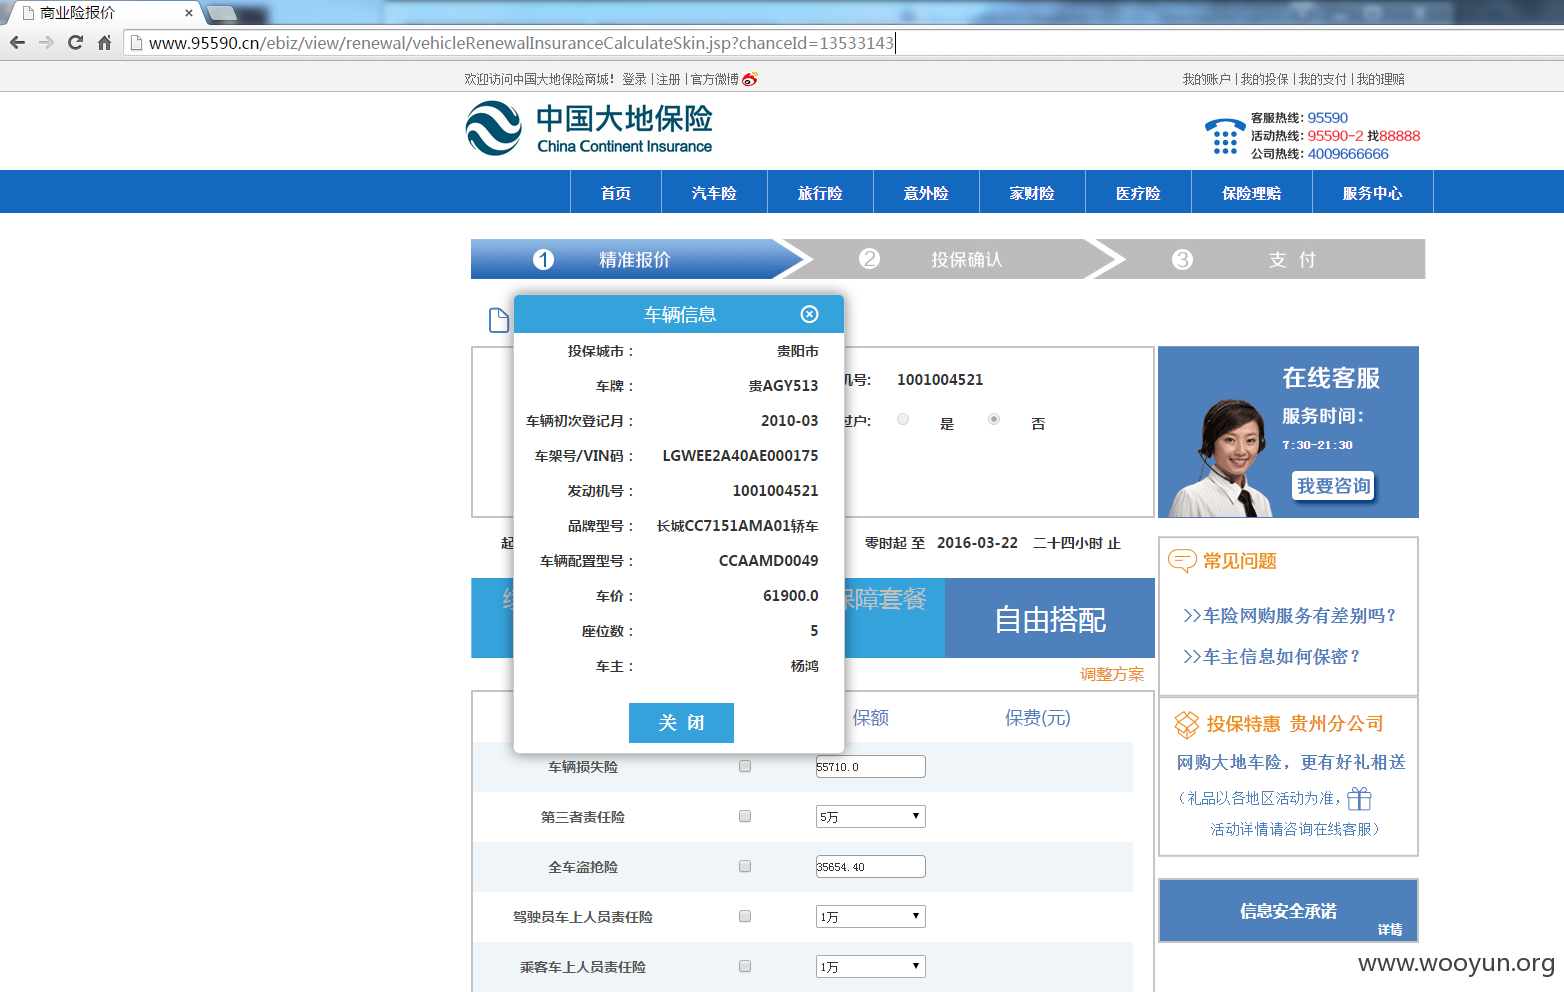 商业险报价
www.95590.cn/ebiz/view/renewal/vehicleRenewalInsuranceCalculateSkin.jsp?chanceId=13533143
欢迎访问中国大地保险商城！ 登录 | 注册 | 官方微博
我的账户 | 我的投保 | 我的支付 | 我的理赔
中国大地保险
China Continent Insurance
客服热线：95590
活动热线：95590-2 找88888
公司热线：4009666666
首页 汽车险 旅行险 意外险 家财险 医疗险 保险理赔 服务中心
1 精准报价 2 投保确认 3 支 付
车辆信息
投保城市： 贵阳市
车牌： 贵AGY513
车辆初次登记月： 2010-03
车架号/VIN码： LGWEE2A40AE000175
发动机号： 1001004521
品牌型号： 长城CC7151AMA01轿车
车辆配置型号： CCAAMD0049
车价： 61900.0
座位数： 5
车主： 杨鸿
关 闭
机号: 1001004521
过户: 是 否
起
零时起 至 2016-03-22 二十四小时 止
保障套餐
自由搭配
调整方案
保额 保费(元)
车辆损失险 55710.0
第三者责任险 5万
全车盗抢险 35654.40
驾驶员车上人员责任险 1万
乘客车上人员责任险 1万
在线客服
服务时间：
7:30-21:30
我要咨询
常见问题
>>车险网购服务有差别吗？
>>车主信息如何保密？
投保特惠 贵州分公司
网购大地车险，更有好礼相送
（礼品以各地区活动为准，
活动详情请咨询在线客服）
信息安全承诺
详情
www.wooyun.org